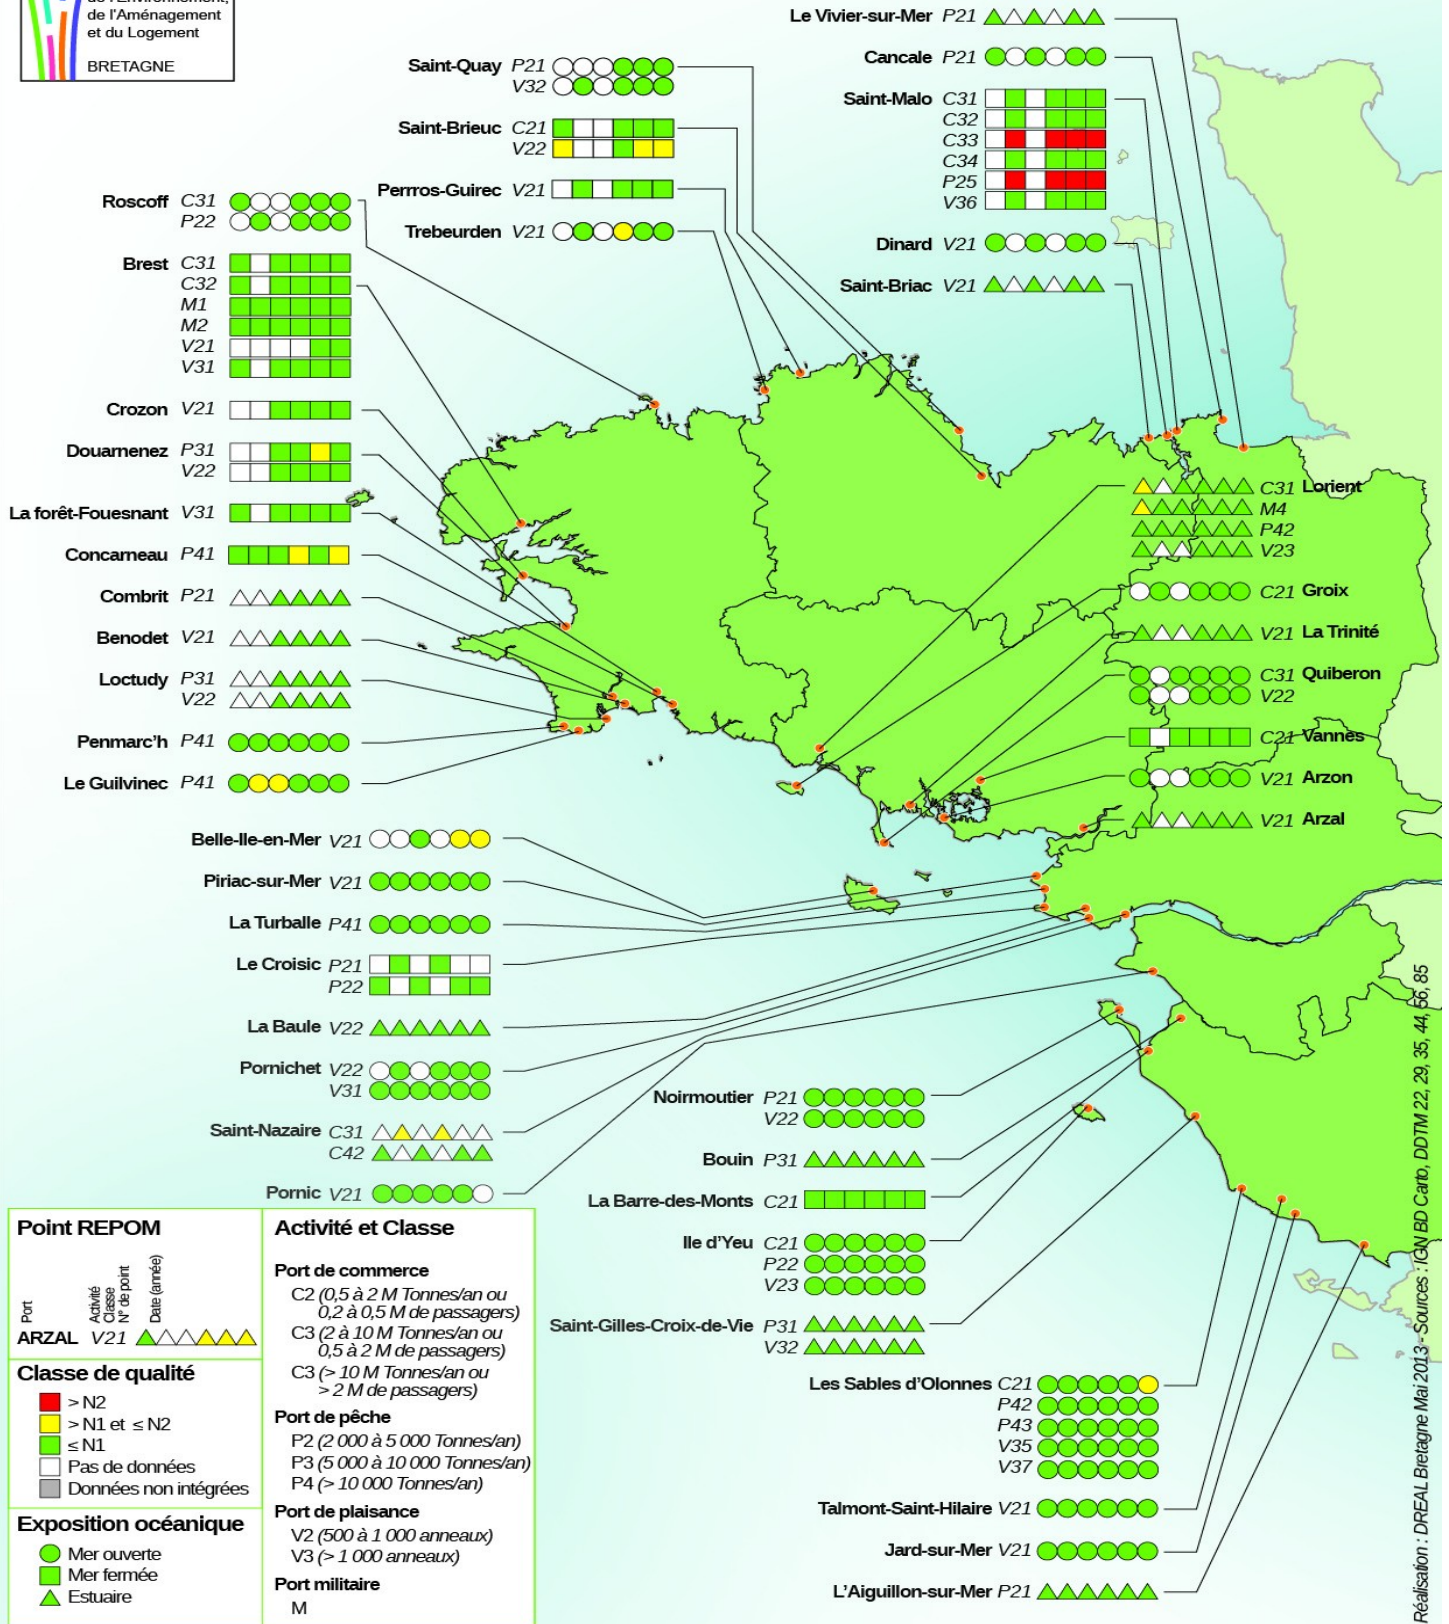 de l'Environnement,
de l'Aménagement
et du Logement
BRETAGNE
Le Vivier-sur-Mer P21
Cancale P21
Saint-Malo C31
C32
C33
C34
P25
V36
Dinard V21
Saint-Briac V21
Saint-Quay P21
V32
Saint-Brieuc C21
V22
Perrros-Guirec V21
Trebeurden V21
Roscoff C31
P22
Brest C31
C32
M1
M2
V21
V31
Crozon V21
Douarnenez P31
V22
La forêt-Fouesnant V31
Concarneau P41
Combrit P21
Benodet V21
Loctudy P31
V22
Penmarc'h P41
Le Guilvinec P41
C31 Lorient
M4
P42
V23
C21 Groix
V21 La Trinité
C31 Quiberon
V22
C21 Vannes
V21 Arzon
V21 Arzal
Belle-Ile-en-Mer V21
Piriac-sur-Mer V21
La Turballe P41
Le Croisic P21
P22
La Baule V22
Pornichet V22
V31
Saint-Nazaire C31
C42
Pornic V21
Noirmoutier P21
V22
Bouin P31
La Barre-des-Monts C21
Ile d'Yeu C21
P22
V23
Saint-Gilles-Croix-de-Vie P31
V32
Les Sables d'Olonnes C21
P42
P43
V35
V37
Talmont-Saint-Hilaire V21
Jard-sur-Mer V21
L'Aiguillon-sur-Mer P21
Point REPOM
Port
Activité
Classe
N° de point
Date (année)
ARZAL V21
Classe de qualité
> N2
> N1 et ≤ N2
≤ N1
Pas de données
Données non intégrées
Exposition océanique
Mer ouverte
Mer fermée
Estuaire
Activité et Classe
Port de commerce
C2 (0,5 à 2 M Tonnes/an ou
0,2 à 0,5 M de passagers)
C3 (2 à 10 M Tonnes/an ou
0,5 à 2 M de passagers)
C3 (> 10 M Tonnes/an ou
> 2 M de passagers)
Port de pêche
P2 (2 000 à 5 000 Tonnes/an)
P3 (5 000 à 10 000 Tonnes/an)
P4 (> 10 000 Tonnes/an)
Port de plaisance
V2 (500 à 1 000 anneaux)
V3 (> 1 000 anneaux)
Port militaire
M
Réalisation : DREAL Bretagne Mai 2013 - Sources : IGN BD Carto, DDTM 22, 29, 35, 44, 56, 85